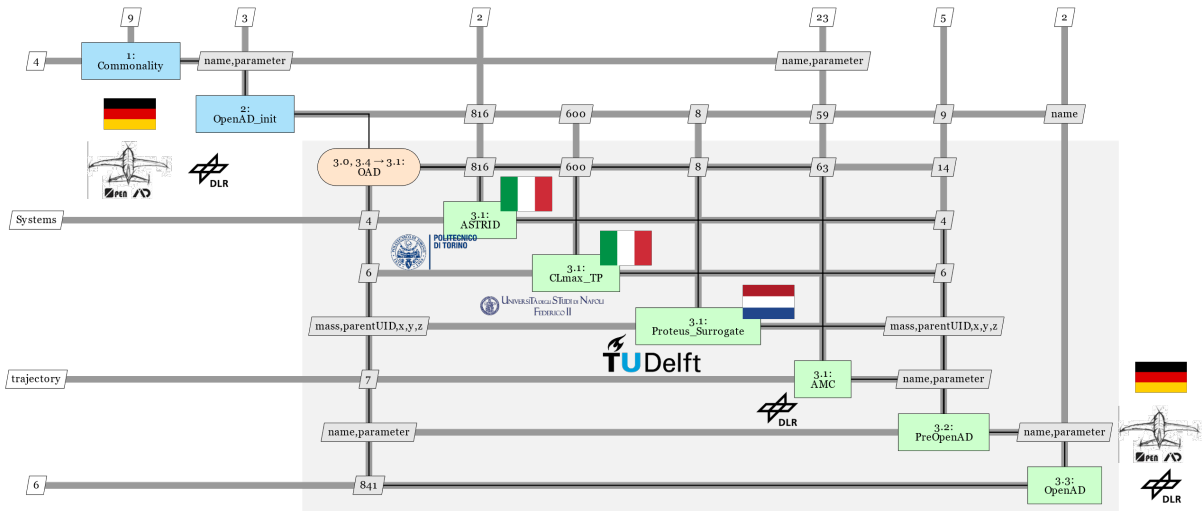 9
3
2
23
5
2
4
1:
Commonality
name,parameter
name,parameter
2:
OpenAD_init
816
600
8
59
9
name
PEN AD
DLR
3.0, 3.4 → 3.1:
OAD
816
600
8
63
14
Systems
4
3.1:
ASTRID
4
POLITECNICO
DI TORINO
6
3.1:
CLmax_TP
6
UNIVERSITÀ DEGLI STUDI DI NAPOLI
FEDERICO II
mass,parentUID,x,y,z
3.1:
Proteus_Surrogate
mass,parentUID,x,y,z
TUDelft
trajectory
7
3.1:
AMC
name,parameter
DLR
name,parameter
3.2:
PreOpenAD
name,parameter
PEN AD
6
841
3.3:
OpenAD
DLR